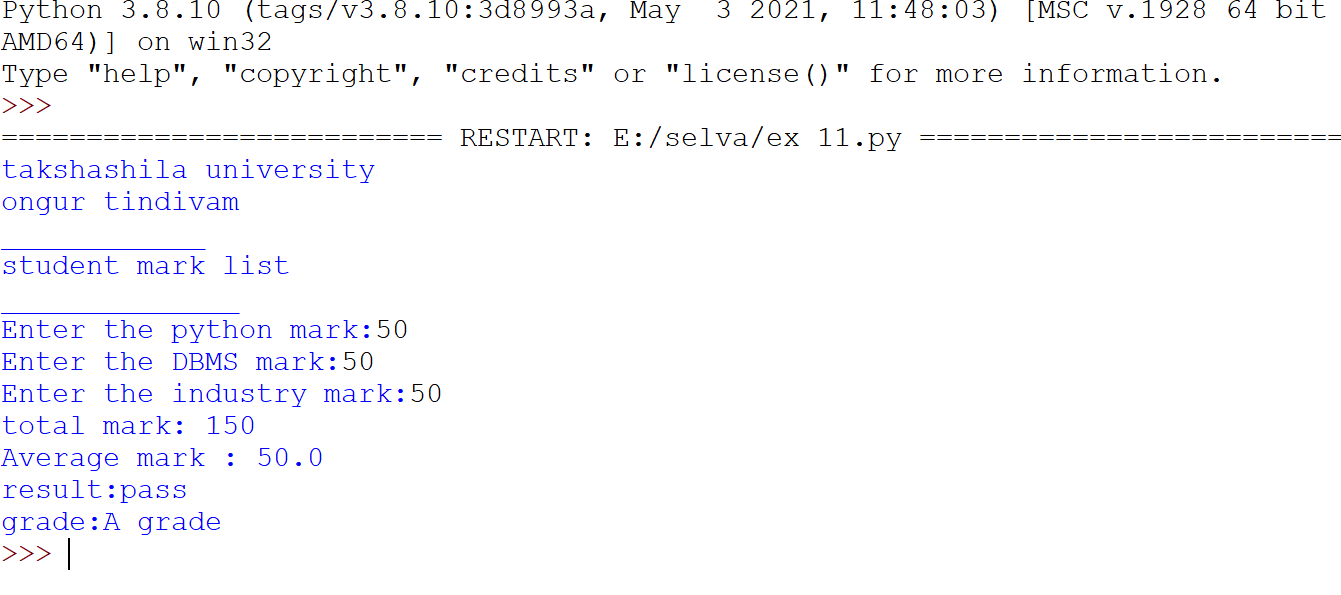 Python 3.8.10 (tags/v3.8.10:3d8993a, May  3 2021, 11:48:03) [MSC v.1928 64 bit
AMD64)] on win32
Type "help", "copyright", "credits" or "license()" for more information.
>>>
========================== RESTART: E:/selva/ex 11.py =========================
takshashila university
ongur tindivam
____________
student mark list
______________
Enter the python mark:50
Enter the DBMS mark:50
Enter the industry mark:50
total mark: 150
Average mark : 50.0
result:pass
grade:A grade
>>>